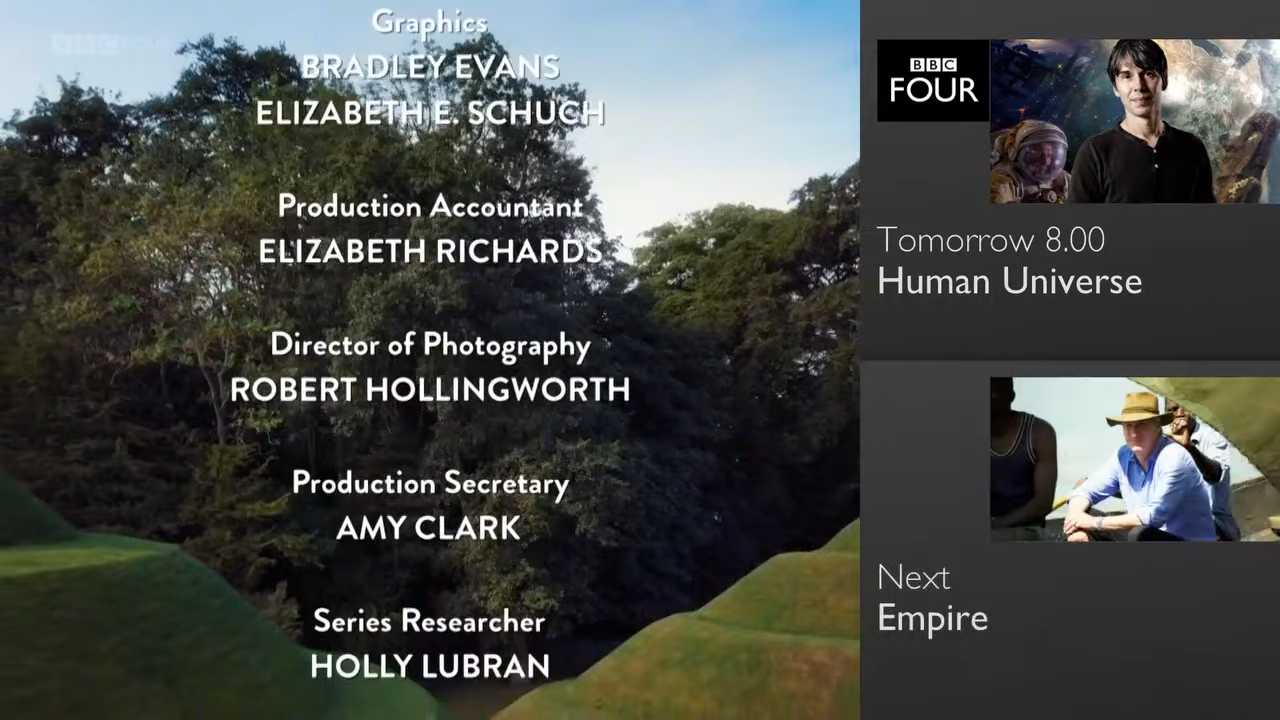 Graphics
BRADLEY EVANS
ELIZABETH E. SCHUCH
Production Accountant
ELIZABETH RICHARDS
Director of Photography
ROBERT HOLLINGWORTH
Production Secretary
AMY CLARK
Series Researcher
HOLLY LUBRAN
BBC
FOUR
Tomorrow 8.00
Human Universe
Next
Empire